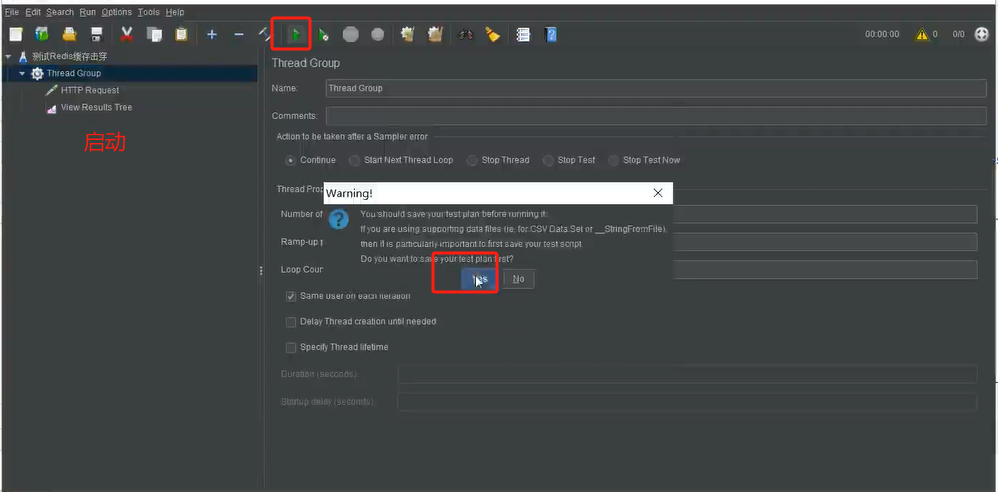 File Edit Search Run Options Tools Help
00:00:00 0 0/0
测试Redis缓存击穿
Thread Group
HTTP Request
View Results Tree
启动
Thread Group
Name: Thread Group
Comments:
Action to be taken after a Sampler error
Continue Start Next Thread Loop Stop Thread Stop Test Stop Test Now
Thread Prop
Warning!
Number of
You should save your test plan before running it.
If you are using supporting data files (ie. for CSV Data Set or __StringFromFile),
Ramp-up p
then it is particularly important to first save your test script.
Do you want to save your test plan first?
Loop Coun
Yes No
Same user on each iteration
Delay Thread creation until needed
Specify Thread lifetime
Duration (seconds):
Startup delay (seconds):